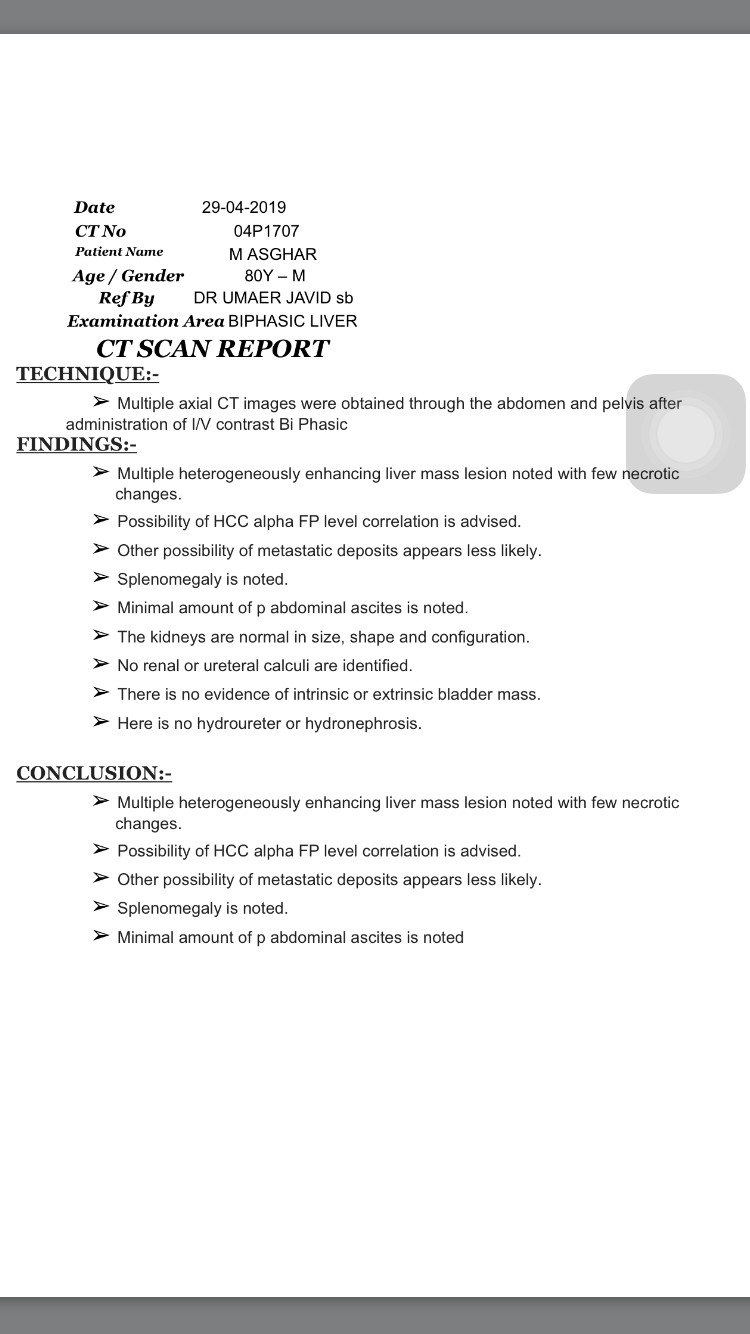 Date 29-04-2019
CT No 04P1707
Patient Name M ASGHAR
Age / Gender 80Y – M
Ref By DR UMAER JAVID sb
Examination Area BIPHASIC LIVER
CT SCAN REPORT
TECHNIQUE:-
➢ Multiple axial CT images were obtained through the abdomen and pelvis after
administration of I/V contrast Bi Phasic
FINDINGS:-
➢ Multiple heterogeneously enhancing liver mass lesion noted with few necrotic
changes.
➢ Possibility of HCC alpha FP level correlation is advised.
➢ Other possibility of metastatic deposits appears less likely.
➢ Splenomegaly is noted.
➢ Minimal amount of p abdominal ascites is noted.
➢ The kidneys are normal in size, shape and configuration.
➢ No renal or ureteral calculi are identified.
➢ There is no evidence of intrinsic or extrinsic bladder mass.
➢ Here is no hydroureter or hydronephrosis.
CONCLUSION:-
➢ Multiple heterogeneously enhancing liver mass lesion noted with few necrotic
changes.
➢ Possibility of HCC alpha FP level correlation is advised.
➢ Other possibility of metastatic deposits appears less likely.
➢ Splenomegaly is noted.
➢ Minimal amount of p abdominal ascites is noted